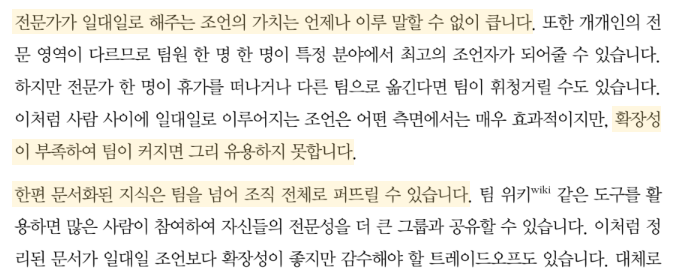 전문가가 일대일로 해주는 조언의 가치는 언제나 이루 말할 수 없이 큽니다. 또한 개개인의 전
문 영역이 다르므로 팀원 한 명 한 명이 특정 분야에서 최고의 조언자가 되어줄 수 있습니다.
하지만 전문가 한 명이 휴가를 떠나거나 다른 팀으로 옮긴다면 팀이 휘청거릴 수도 있습니다.
이처럼 사람 사이에 일대일로 이루어지는 조언은 어떤 측면에서는 매우 효과적이지만, 확장성
이 부족하여 팀이 커지면 그리 유용하지 못합니다.
한편 문서화된 지식은 팀을 넘어 조직 전체로 퍼뜨릴 수 있습니다. 팀 위키wiki 같은 도구를 활
용하면 많은 사람이 참여하여 자신들의 전문성을 더 큰 그룹과 공유할 수 있습니다. 이처럼 정
리된 문서가 일대일 조언보다 확장성이 좋지만 감수해야 할 트레이드오프도 있습니다. 대체로